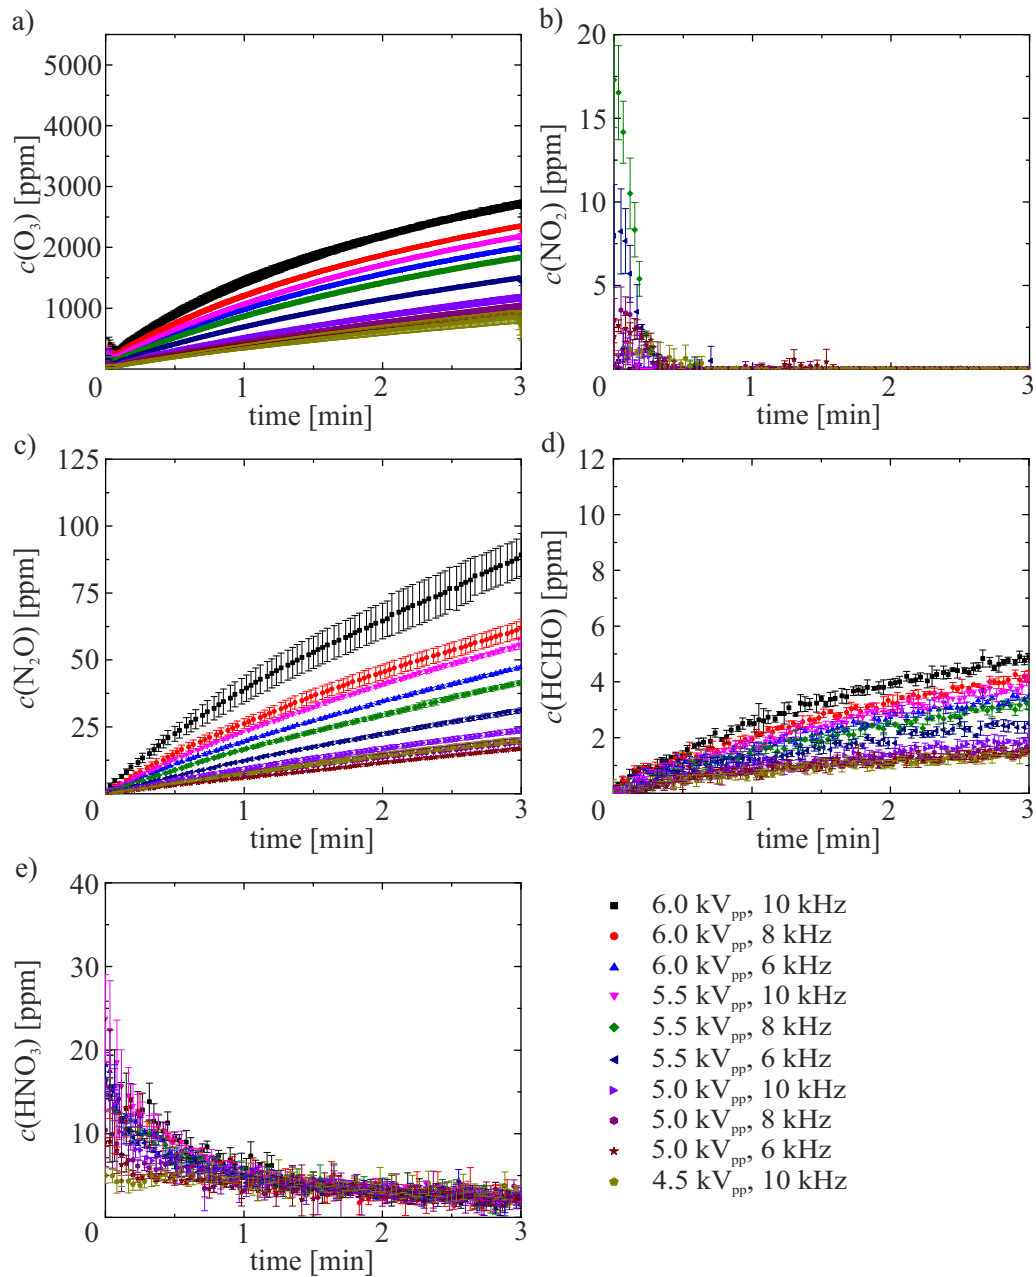 a)
5000
4000
3000
2000
1000
0
1
2
3
c(O₃) [ppm]
time [min]
b)
20
15
10
5
0
0
1
2
3
c(NO₂) [ppm]
time [min]
c)
125
100
75
50
25
0
1
2
3
c(N₂O) [ppm]
time [min]
d)
12
10
8
6
4
2
0
1
2
3
c(HCHO) [ppm]
time [min]
e)
40
30
20
10
0
1
2
3
c(HNO₃) [ppm]
time [min]
6.0 kVₚₚ, 10 kHz
6.0 kVₚₚ, 8 kHz
6.0 kVₚₚ, 6 kHz
5.5 kVₚₚ, 10 kHz
5.5 kVₚₚ, 8 kHz
5.5 kVₚₚ, 6 kHz
5.0 kVₚₚ, 10 kHz
5.0 kVₚₚ, 8 kHz
5.0 kVₚₚ, 6 kHz
4.5 kVₚₚ, 10 kHz